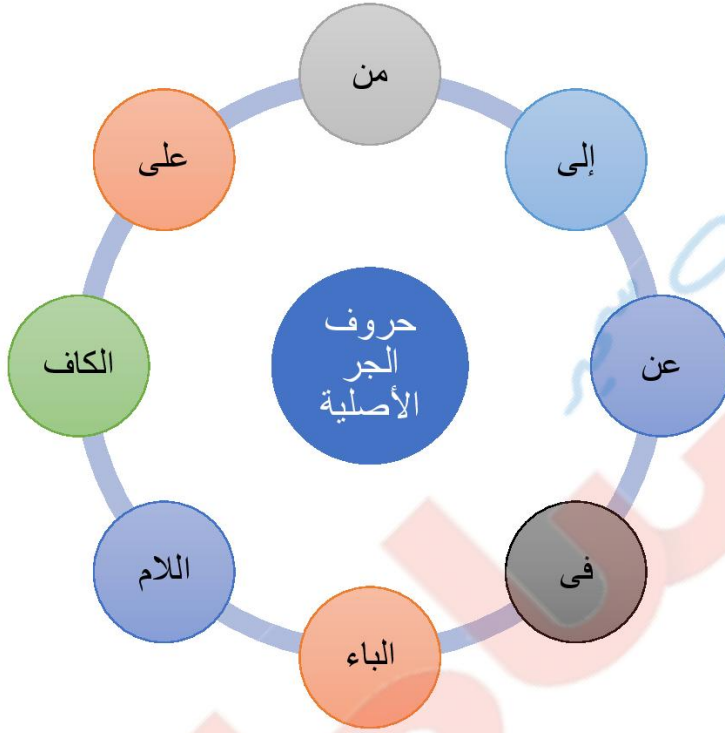 حروف
الجر
الأصلية
من
إلى
عن
فى
الباء
اللام
الكاف
على